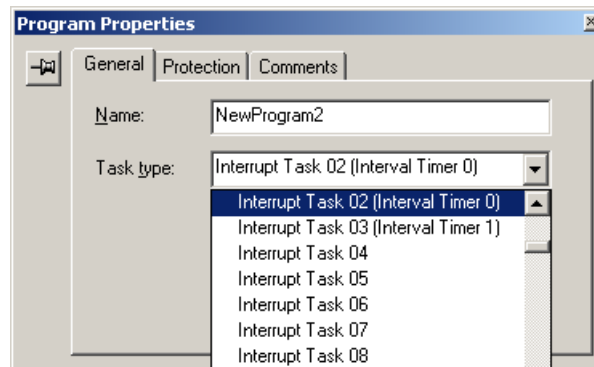 Program Properties
General Protection Comments
Name: NewProgram2
Task type: Interrupt Task 02 (Interval Timer 0)
Interrupt Task 02 (Interval Timer 0)
Interrupt Task 03 (Interval Timer 1)
Interrupt Task 04
Interrupt Task 05
Interrupt Task 06
Interrupt Task 07
Interrupt Task 08